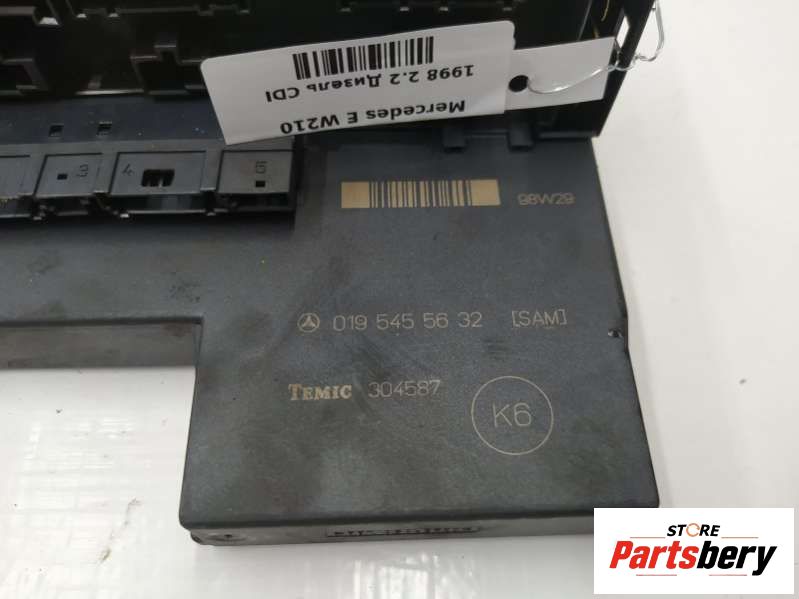 Mercedes E W210
1998 2.2 Дизель CDI
3 4 5
98W29
019 545 56 32 [SAM]
TEMIC 304587
K6
STORE
Partsbery